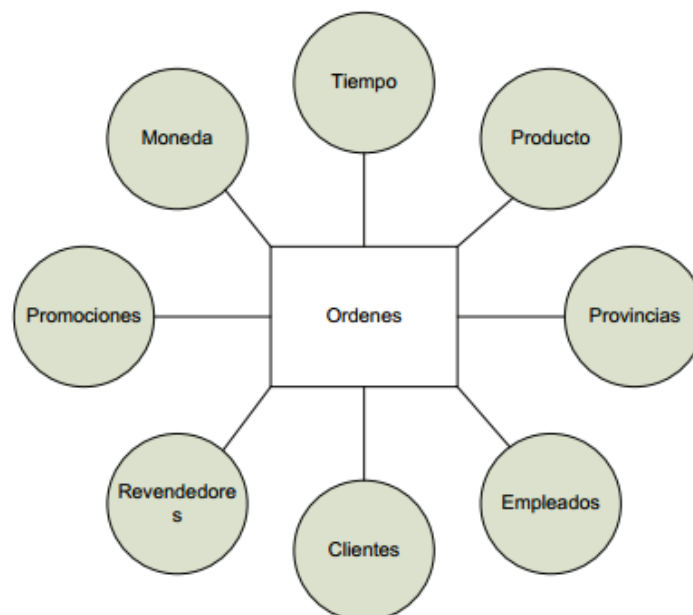 Tiempo
Moneda
Producto
Promociones
Ordenes
Provincias
Revendedore
s
Empleados
Clientes